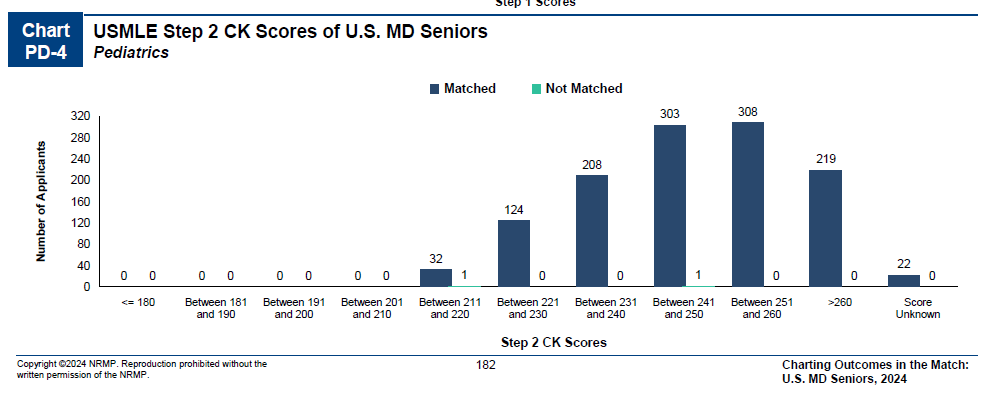 Step 1 Scores
Chart
PD-4
USMLE Step 2 CK Scores of U.S. MD Seniors
Pediatrics
Matched
Not Matched
Number of Applicants
320
280
240
200
160
120
80
40
0
0 0 0 0 0 0 0 0 32 1 124 0 208 0 303 1 308 0 219 0 22 0
<= 180
Between 181
and 190
Between 191
and 200
Between 201
and 210
Between 211
and 220
Between 221
and 230
Between 231
and 240
Between 241
and 250
Between 251
and 260
>260
Score
Unknown
Step 2 CK Scores
Copyright ©2024 NRMP. Reproduction prohibited without the
written permission of the NRMP.
182
Charting Outcomes in the Match:
U.S. MD Seniors, 2024